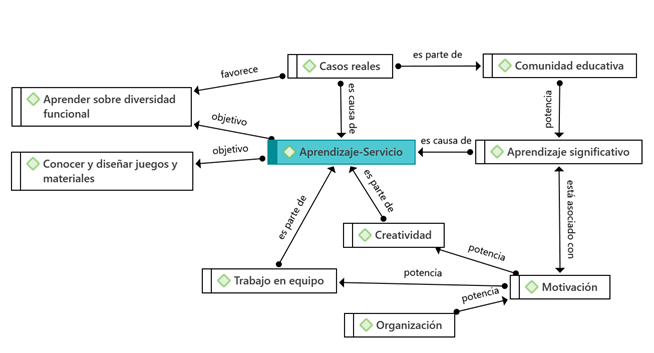 Casos reales
es parte de
Comunidad educativa
favorece
Aprender sobre diversidad
funcional
es causa de
potencia
objetivo
objetivo
Aprendizaje-Servicio
es causa de
Aprendizaje significativo
Conocer y diseñar juegos y
materiales
es parte de
es parte de
está asociado con
Creatividad
potencia
Trabajo en equipo
potencia
Motivación
potencia
Organización